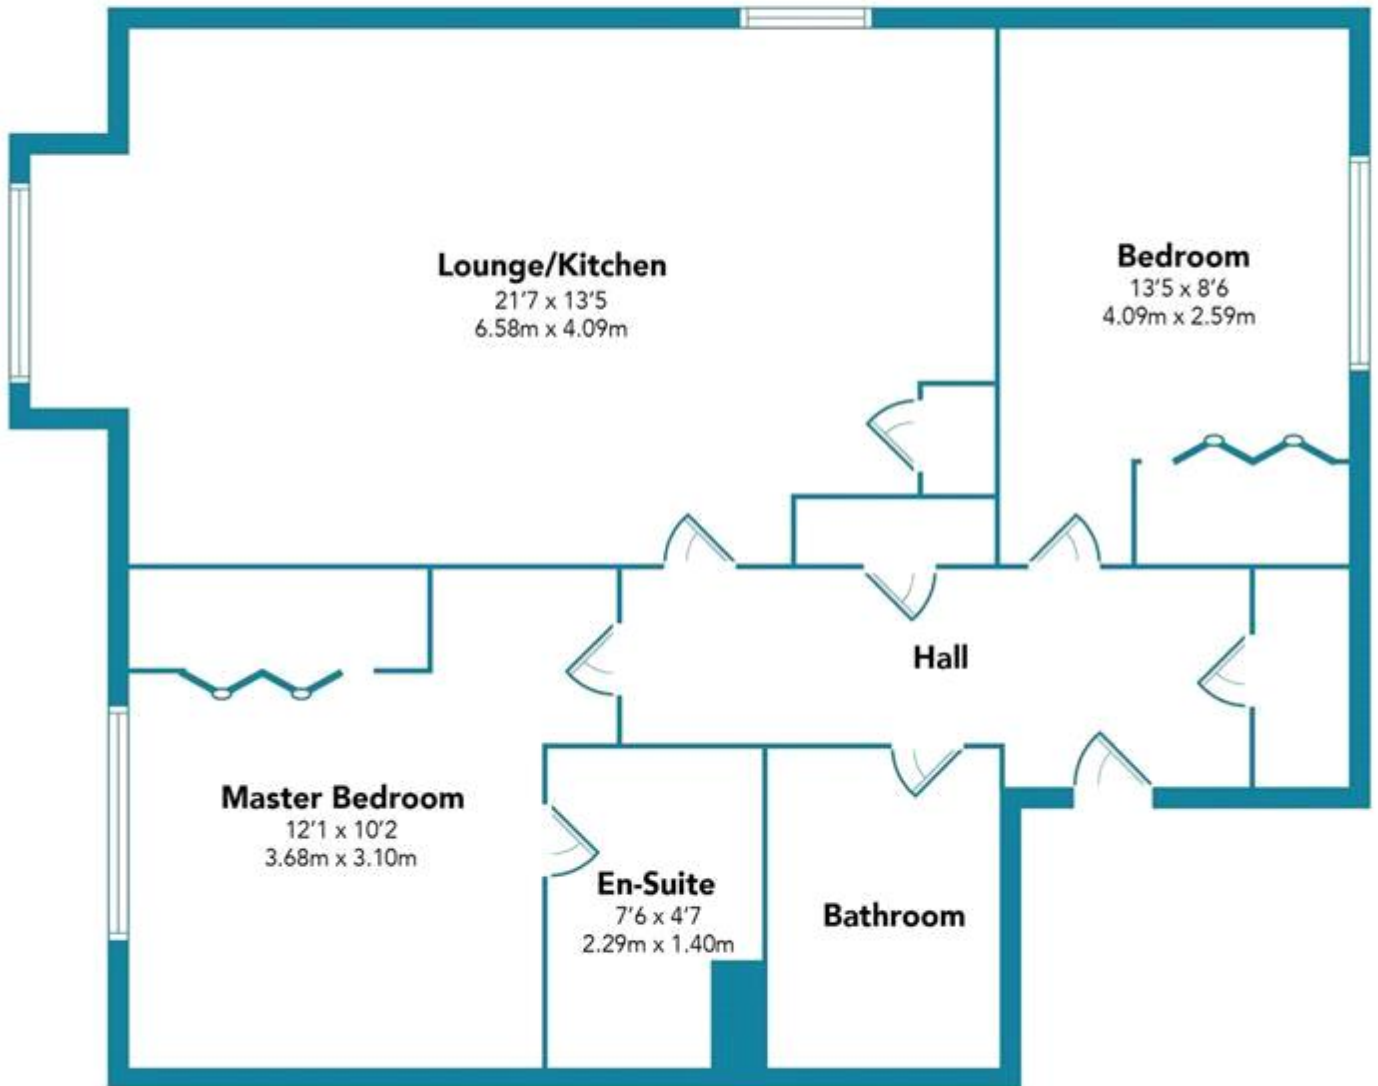 Lounge/Kitchen
21'7 x 13'5
6.58m x 4.09m
Bedroom
13'5 x 8'6
4.09m x 2.59m
Hall
Master Bedroom
12'1 x 10'2
3.68m x 3.10m
En-Suite
7'6 x 4'7
2.29m x 1.40m
Bathroom